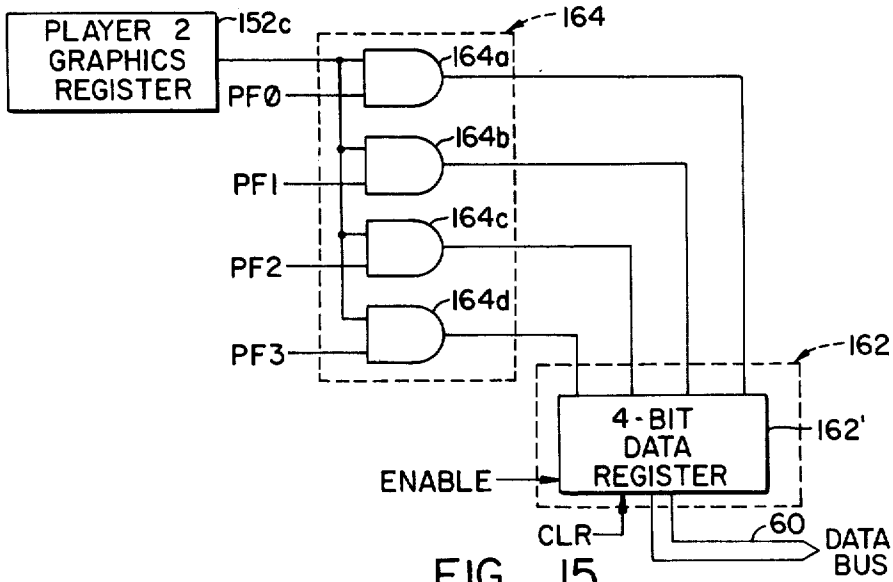 PLAYER 2
GRAPHICS
REGISTER
152c
164
164a
PFØ
164b
PF1
164c
PF2
164d
PF3
162
4-BIT
DATA
REGISTER
162'
ENABLE
CLR
60
DATA
BUS
FIG. 15